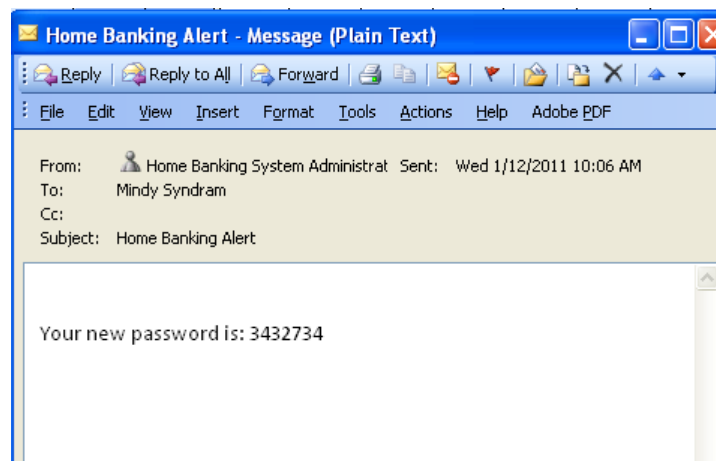 Home Banking Alert - Message (Plain Text)
Reply Reply to All Forward
File Edit View Insert Format Tools Actions Help Adobe PDF
From: Home Banking System Administrat Sent: Wed 1/12/2011 10:06 AM
To: Mindy Syndram
Cc:
Subject: Home Banking Alert
Your new password is: 3432734